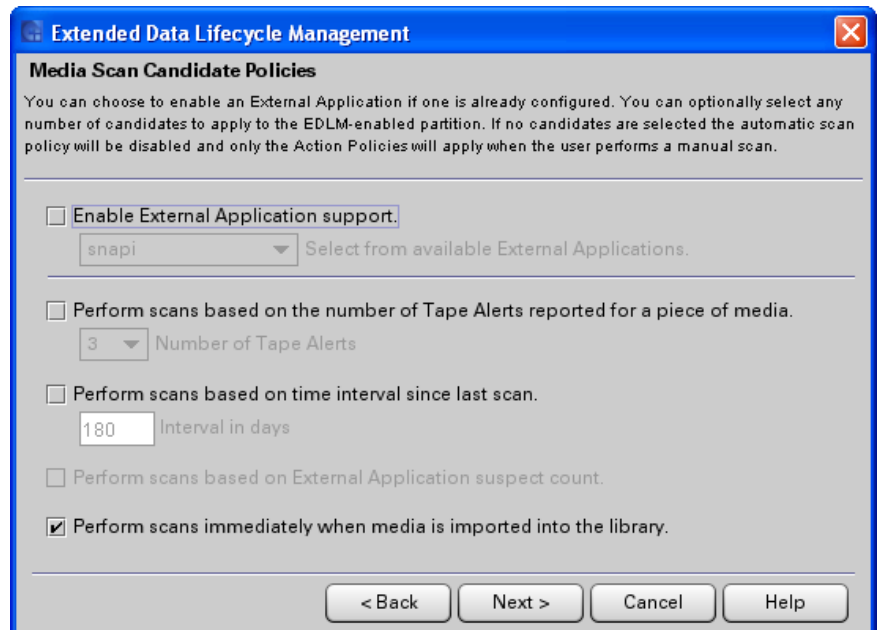 Extended Data Lifecycle Management
Media Scan Candidate Policies
You can choose to enable an External Application if one is already configured. You can optionally select any
number of candidates to apply to the EDLM-enabled partition. If no candidates are selected the automatic scan
policy will be disabled and only the Action Policies will apply when the user performs a manual scan.
Enable External Application support.
snapi Select from available External Applications.
Perform scans based on the number of Tape Alerts reported for a piece of media.
3 Number of Tape Alerts
Perform scans based on time interval since last scan.
180 Interval in days
Perform scans based on External Application suspect count.
Perform scans immediately when media is imported into the library.
< Back Next > Cancel Help